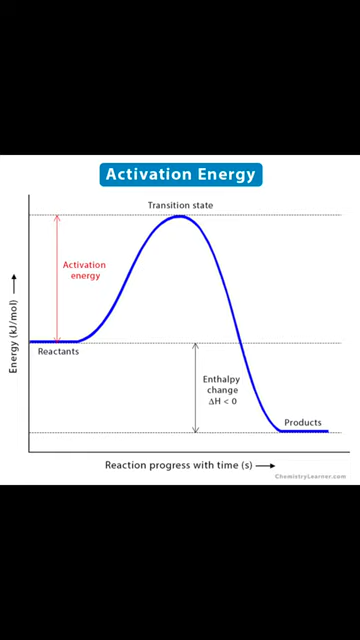 Activation Energy
Transition state
Activation
energy
Energy (kJ/mol)
Reactants
Enthalpy
change
ΔH < 0
Products
Reaction progress with time (s)
ChemistryLearner.com